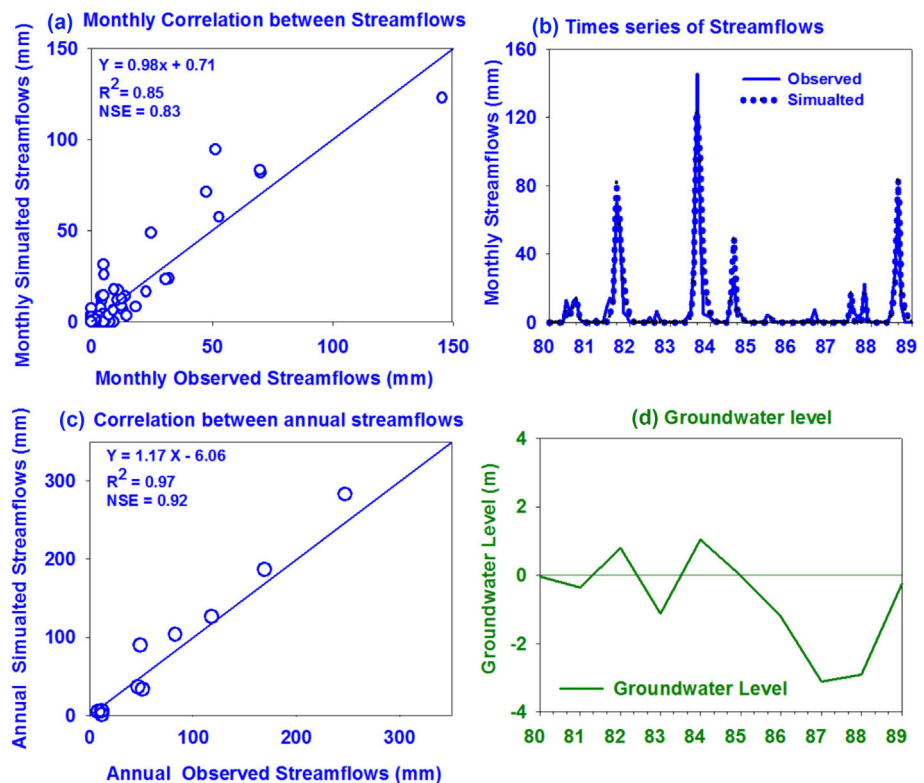 (a) Monthly Correlation between Streamflows
Monthly Simualted Streamflows (mm)
150
100
50
0
Y = 0.98x + 0.71
R2 = 0.85
NSE = 0.83
0 50 100 150
Monthly Observed Streamflows (mm)
(b) Times series of Streamflows
Monthly Streamflows (mm)
160
120
80
40
0
Observed
Simualted
80 81 82 83 84 85 86 87 88 89
(c) Correlation between annual streamflows
Annual Simualted Streamflows (mm)
300
200
100
0
Y = 1.17 X - 6.06
R2 = 0.97
NSE = 0.92
0 100 200 300
Annual Observed Streamflows (mm)
(d) Groundwater level
Groundwater Level (m)
4
2
0
-2
-4
Groundwater Level
80 81 82 83 84 85 86 87 88 89